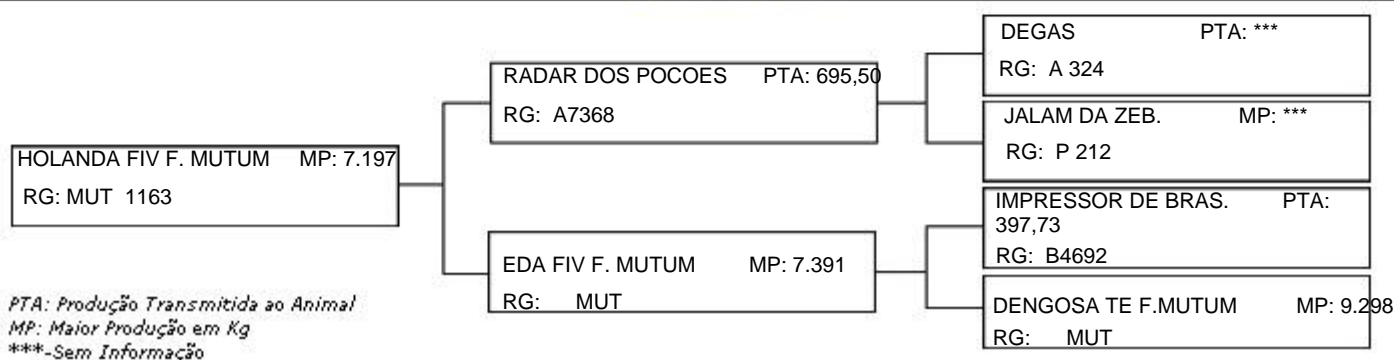 HOLANDA FIV F. MUTUM MP: 7.197
RG: MUT 1163
RADAR DOS POCOES PTA: 695,50
RG: A7368
EDA FIV F. MUTUM MP: 7.391
RG: MUT
DEGAS PTA: ***
RG: A 324
JALAM DA ZEB. MP: ***
RG: P 212
IMPRESSOR DE BRAS. PTA:
397,73
RG: B4692
DENGOSA TE F.MUTUM MP: 9.298
RG: MUT
PTA: Produção Transmitida ao Animal
MP: Maior Produção em Kg
***-Sem Informação